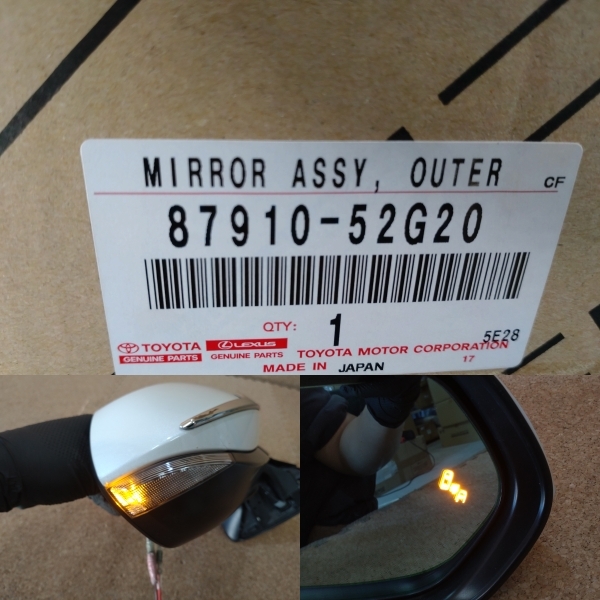 MIRROR ASSY, OUTER
CF
87910-52G20
QTY: 1
5E28
TOYOTA LEXUS TOYOTA MOTOR CORPORATION
GENUINE PARTS GENUINE PARTS 17
MADE IN JAPAN